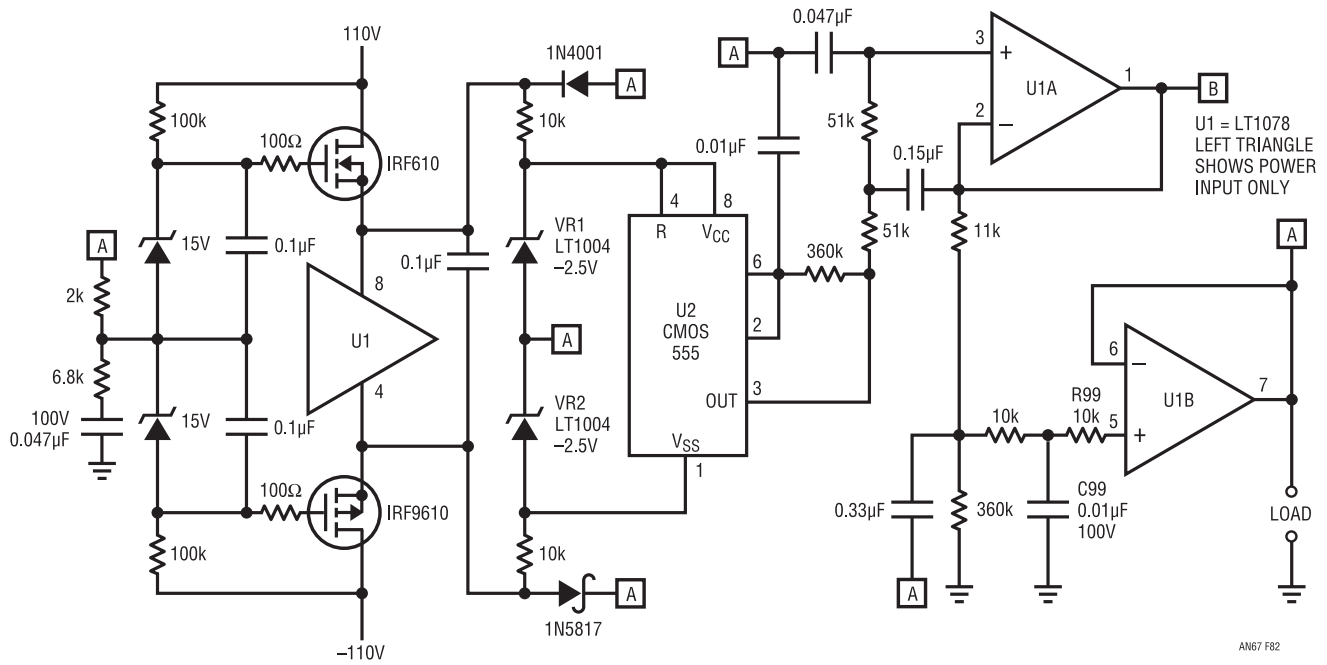 110V
100k
100Ω
IRF610
A
15V
0.1µF
2k
6.8k
100V
0.047µF
15V
0.1µF
100Ω
IRF9610
100k
–110V
8
U1
4
0.1µF
1N4001
A
10k
VR1
LT1004
–2.5V
A
VR2
LT1004
–2.5V
10k
1N5817
A
4
8
R
VCC
6
U2
CMOS
555
2
OUT
3
VSS
1
A
0.047µF
0.01µF
51k
0.15µF
51k
360k
3
+
U1A
1
2
–
B
U1 = LT1078
LEFT TRIANGLE
SHOWS POWER
INPUT ONLY
11k
A
6
–
U1B
7
R99
10k
10k
5
+
0.33µF
360k
C99
0.01µF
100V
LOAD
A
AN67 F82